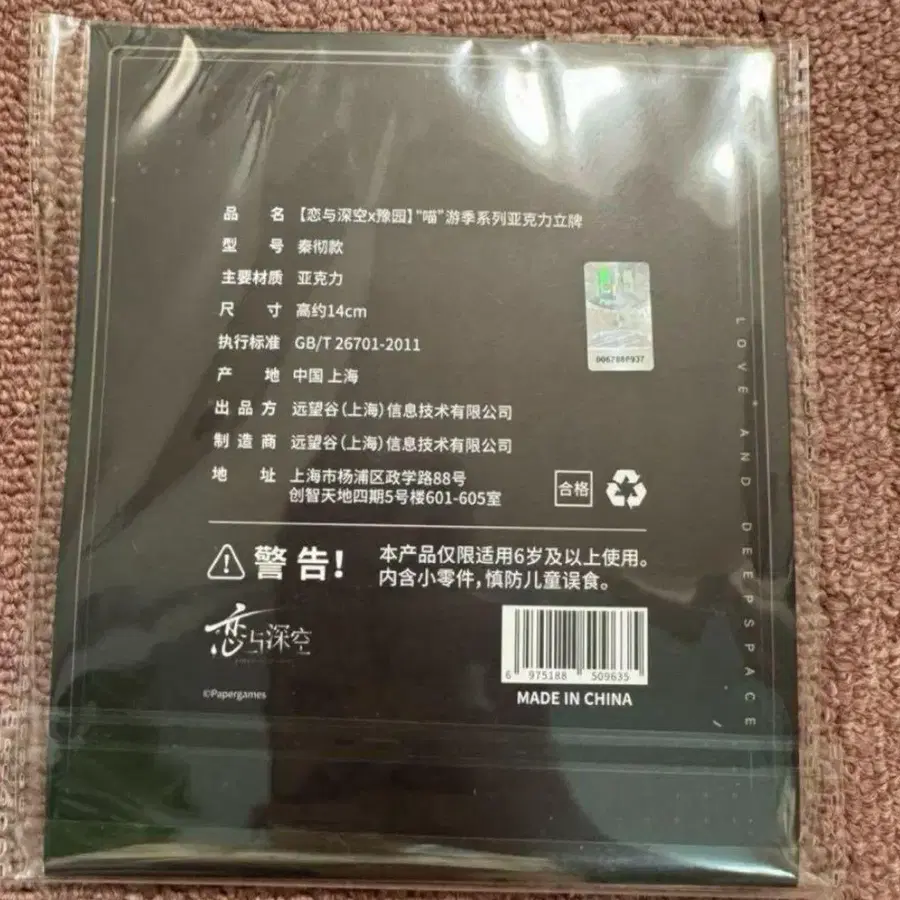 品 名 【恋与深空x豫园】"喵"游季系列亚克力立牌
型 号 秦彻款
主要材质 亚克力
尺 寸 高约14cm
执行标准 GB/T 26701-2011
产 地 中国 上海
出品方 远望谷(上海)信息技术有限公司
制造商 远望谷(上海)信息技术有限公司
地 址 上海市杨浦区政学路88号
创智天地四期5号楼601-605室
合格
警告!
本产品仅限适用6岁及以上使用。
内含小零件,慎防儿童误食。
恋与深空
©Papergames
6 975188 509635
MADE IN CHINA
LOVE AND DEEPSPACE